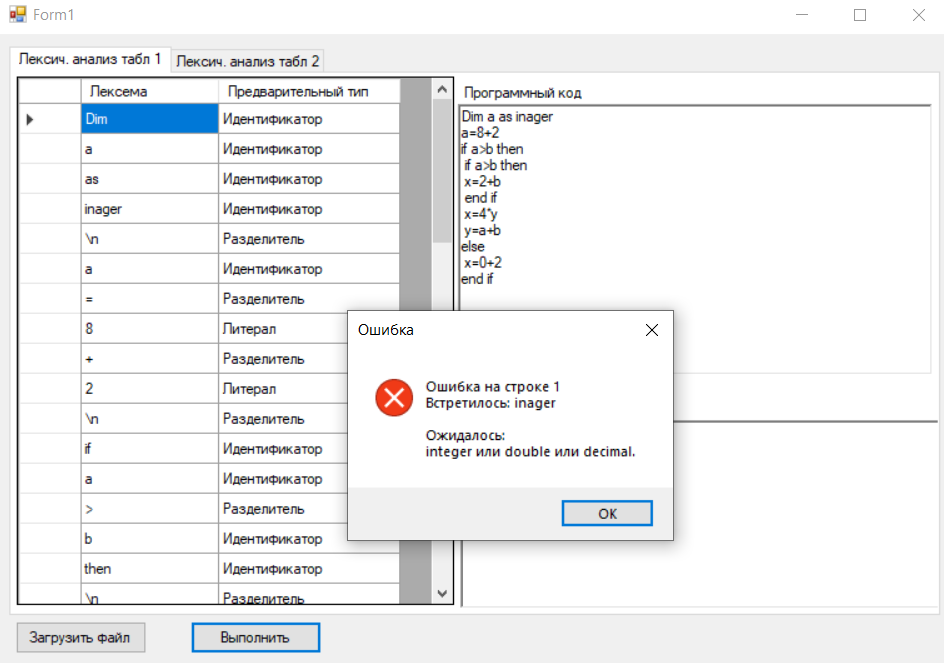 Form1
Лексич. анализ табл 1
Лексич. анализ табл 2
Лексема Предварительный тип
Dim Идентификатор
a Идентификатор
as Идентификатор
inager Идентификатор
\n Разделитель
a Идентификатор
= Разделитель
8 Литерал
+ Разделитель
2 Литерал
\n Разделитель
if Идентификатор
a Идентификатор
> Разделитель
b Идентификатор
then Идентификатор
\n Разделитель
Программный код
Dim a as inager
a=8+2
if a>b then
if a>b then
x=2+b
end if
x=4*y
y=a+b
else
x=0+2
end if
Ошибка
Ошибка на строке 1
Встретилось: inager
Ожидалось:
integer или double или decimal.
OK
Загрузить файл
Выполнить